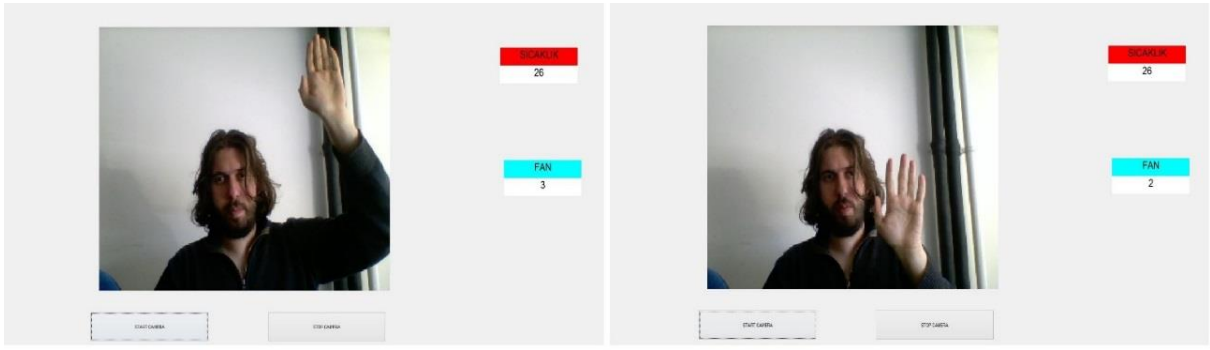 SICAKLIK
26
FAN
3
START CAMERA
STOP CAMERA
SICAKLIK
26
FAN
2
START CAMERA
STOP CAMERA